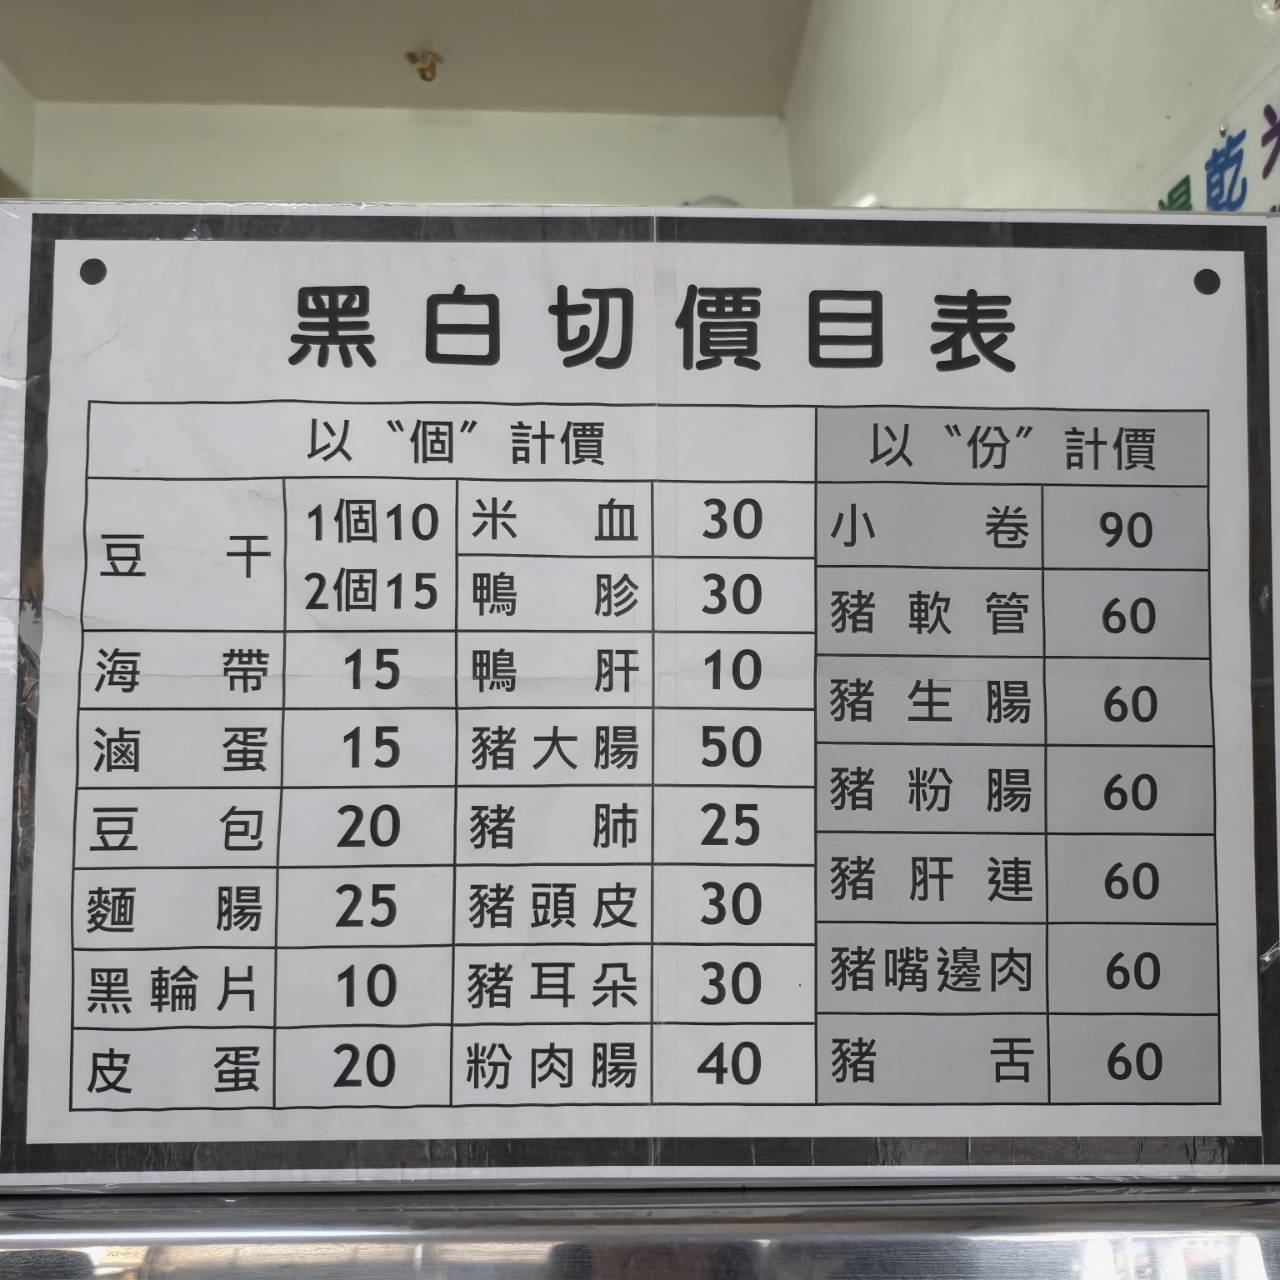 黑白切價目表
以〝個〞計價
豆干 1個10 2個15
海帶 15
滷蛋 15
豆包 20
麵腸 25
黑輪片 10
皮蛋 20
米血 30
鴨胗 30
鴨肝 10
豬大腸 50
豬肺 25
豬頭皮 30
豬耳朵 30
粉肉腸 40
以〝份〞計價
小卷 90
豬軟管 60
豬生腸 60
豬粉腸 60
豬肝連 60
豬嘴邊肉 60
豬舌 60
乾